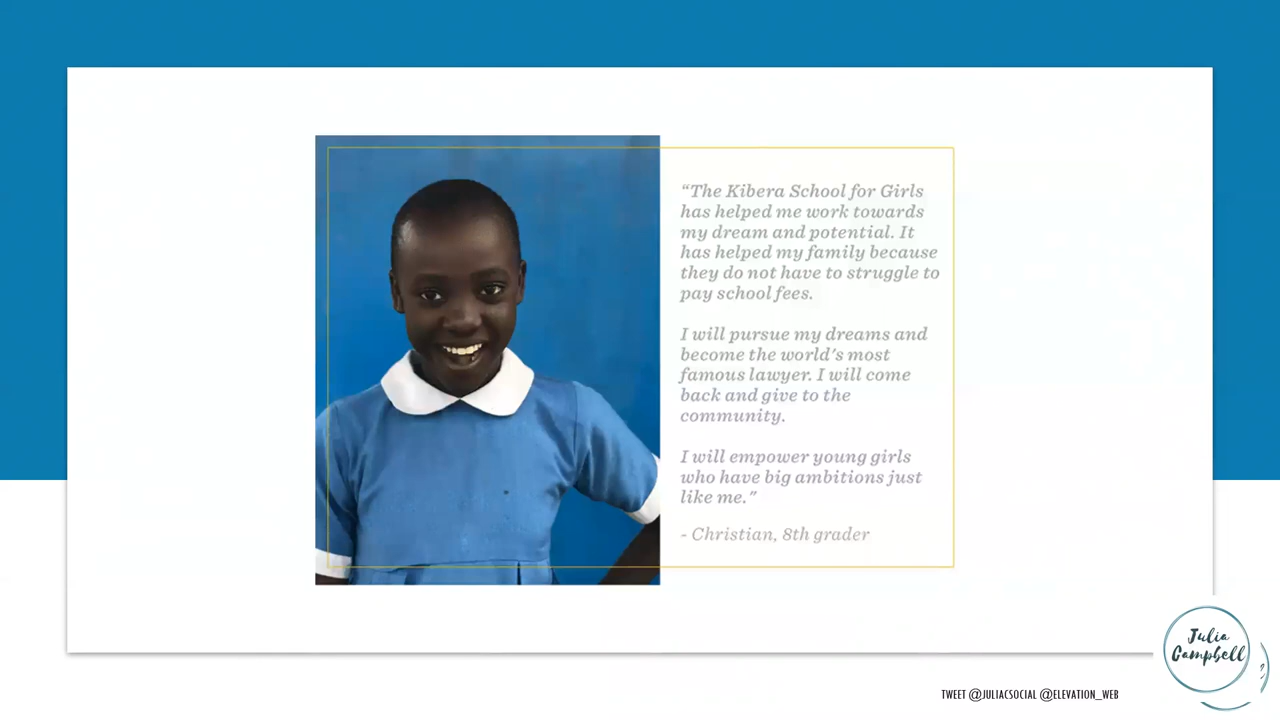 “The Kibera School for Girls
has helped me work towards
my dream and potential. It
has helped my family because
they do not have to struggle to
pay school fees.
I will pursue my dreams and
become the world's most
famous lawyer. I will come
back and give to the
community.
I will empower young girls
who have big ambitions just
like me."
- Christian, 8th grader
Julia
Campbell
TWEET @JULIACSOCIAL @ELEVATION_WEB